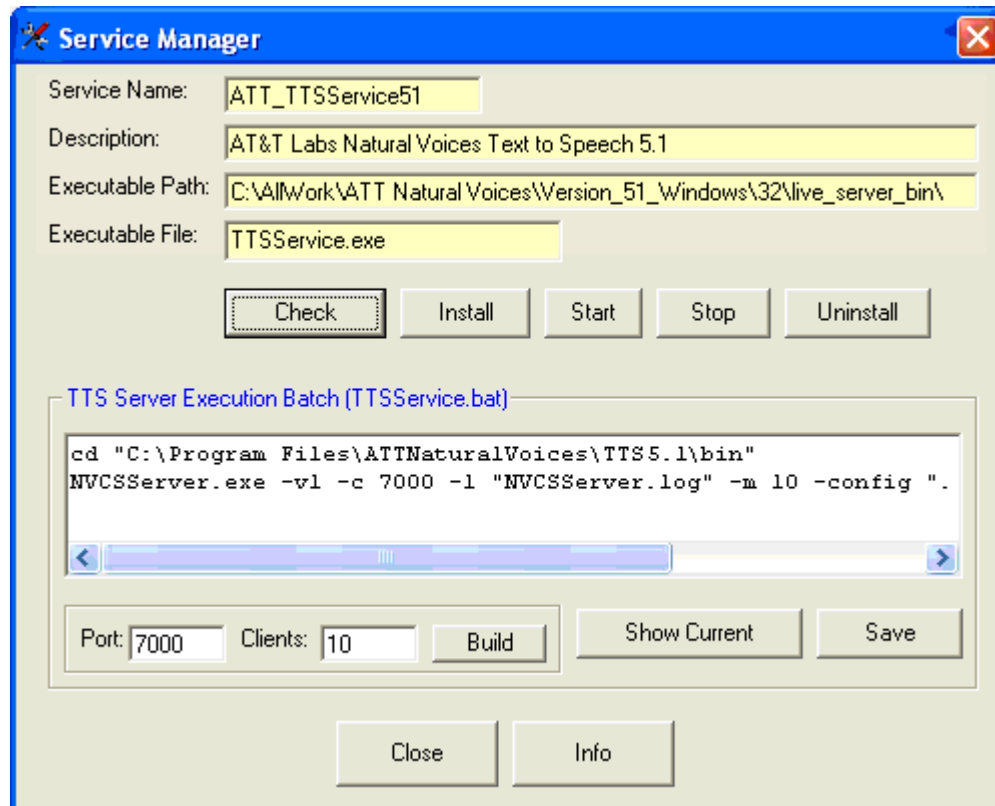 Service Manager
Service Name: ATT_TTSService51
Description: AT&T Labs Natural Voices Text to Speech 5.1
Executable Path: C:\AllWork\ATT Natural Voices\Version_51_Windows\32\live_server_bin\
Executable File: TTSService.exe
Check Install Start Stop Uninstall
TTS Server Execution Batch (TTSService.bat)
cd "C:\Program Files\ATTNaturalVoices\TTS5.1\bin"
NVCSServer.exe -v1 -c 7000 -l "NVCSServer.log" -m 10 -config ".
Port: 7000 Clients: 10 Build Show Current Save
Close Info